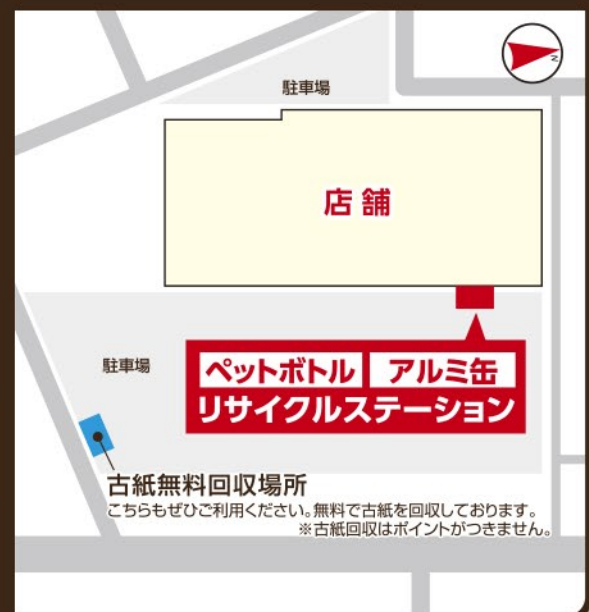 N
駐車場
店舗
駐車場
ペットボトル アルミ缶
リサイクルステーション
古紙無料回収場所
こちらもぜひご利用ください。無料で古紙を回収しております。
※古紙回収はポイントがつきません。